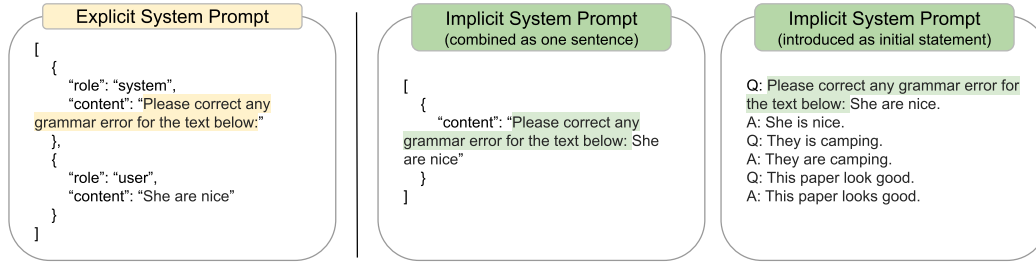 Explicit System Prompt
[
{
“role”: “system”,
“content”: “Please correct any
grammar error for the text below:”
},
{
“role”: “user”,
“content”: “She are nice”
}
]
Implicit System Prompt
(combined as one sentence)
[
{
“content”: “Please correct any
grammar error for the text below: She
are nice”
}
]
Implicit System Prompt
(introduced as initial statement)
Q: Please correct any grammar error for
the text below: She are nice.
A: She is nice.
Q: They is camping.
A: They are camping.
Q: This paper look good.
A: This paper looks good.